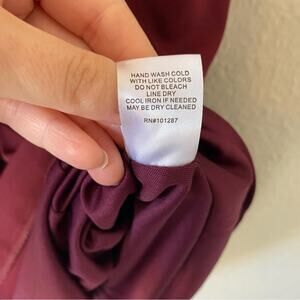 HAND WASH COLD
WITH LIKE COLORS
DO NOT BLEACH
LINE DRY
COOL IRON IF NEEDED
MAY BE DRY CLEANED
RN#101287